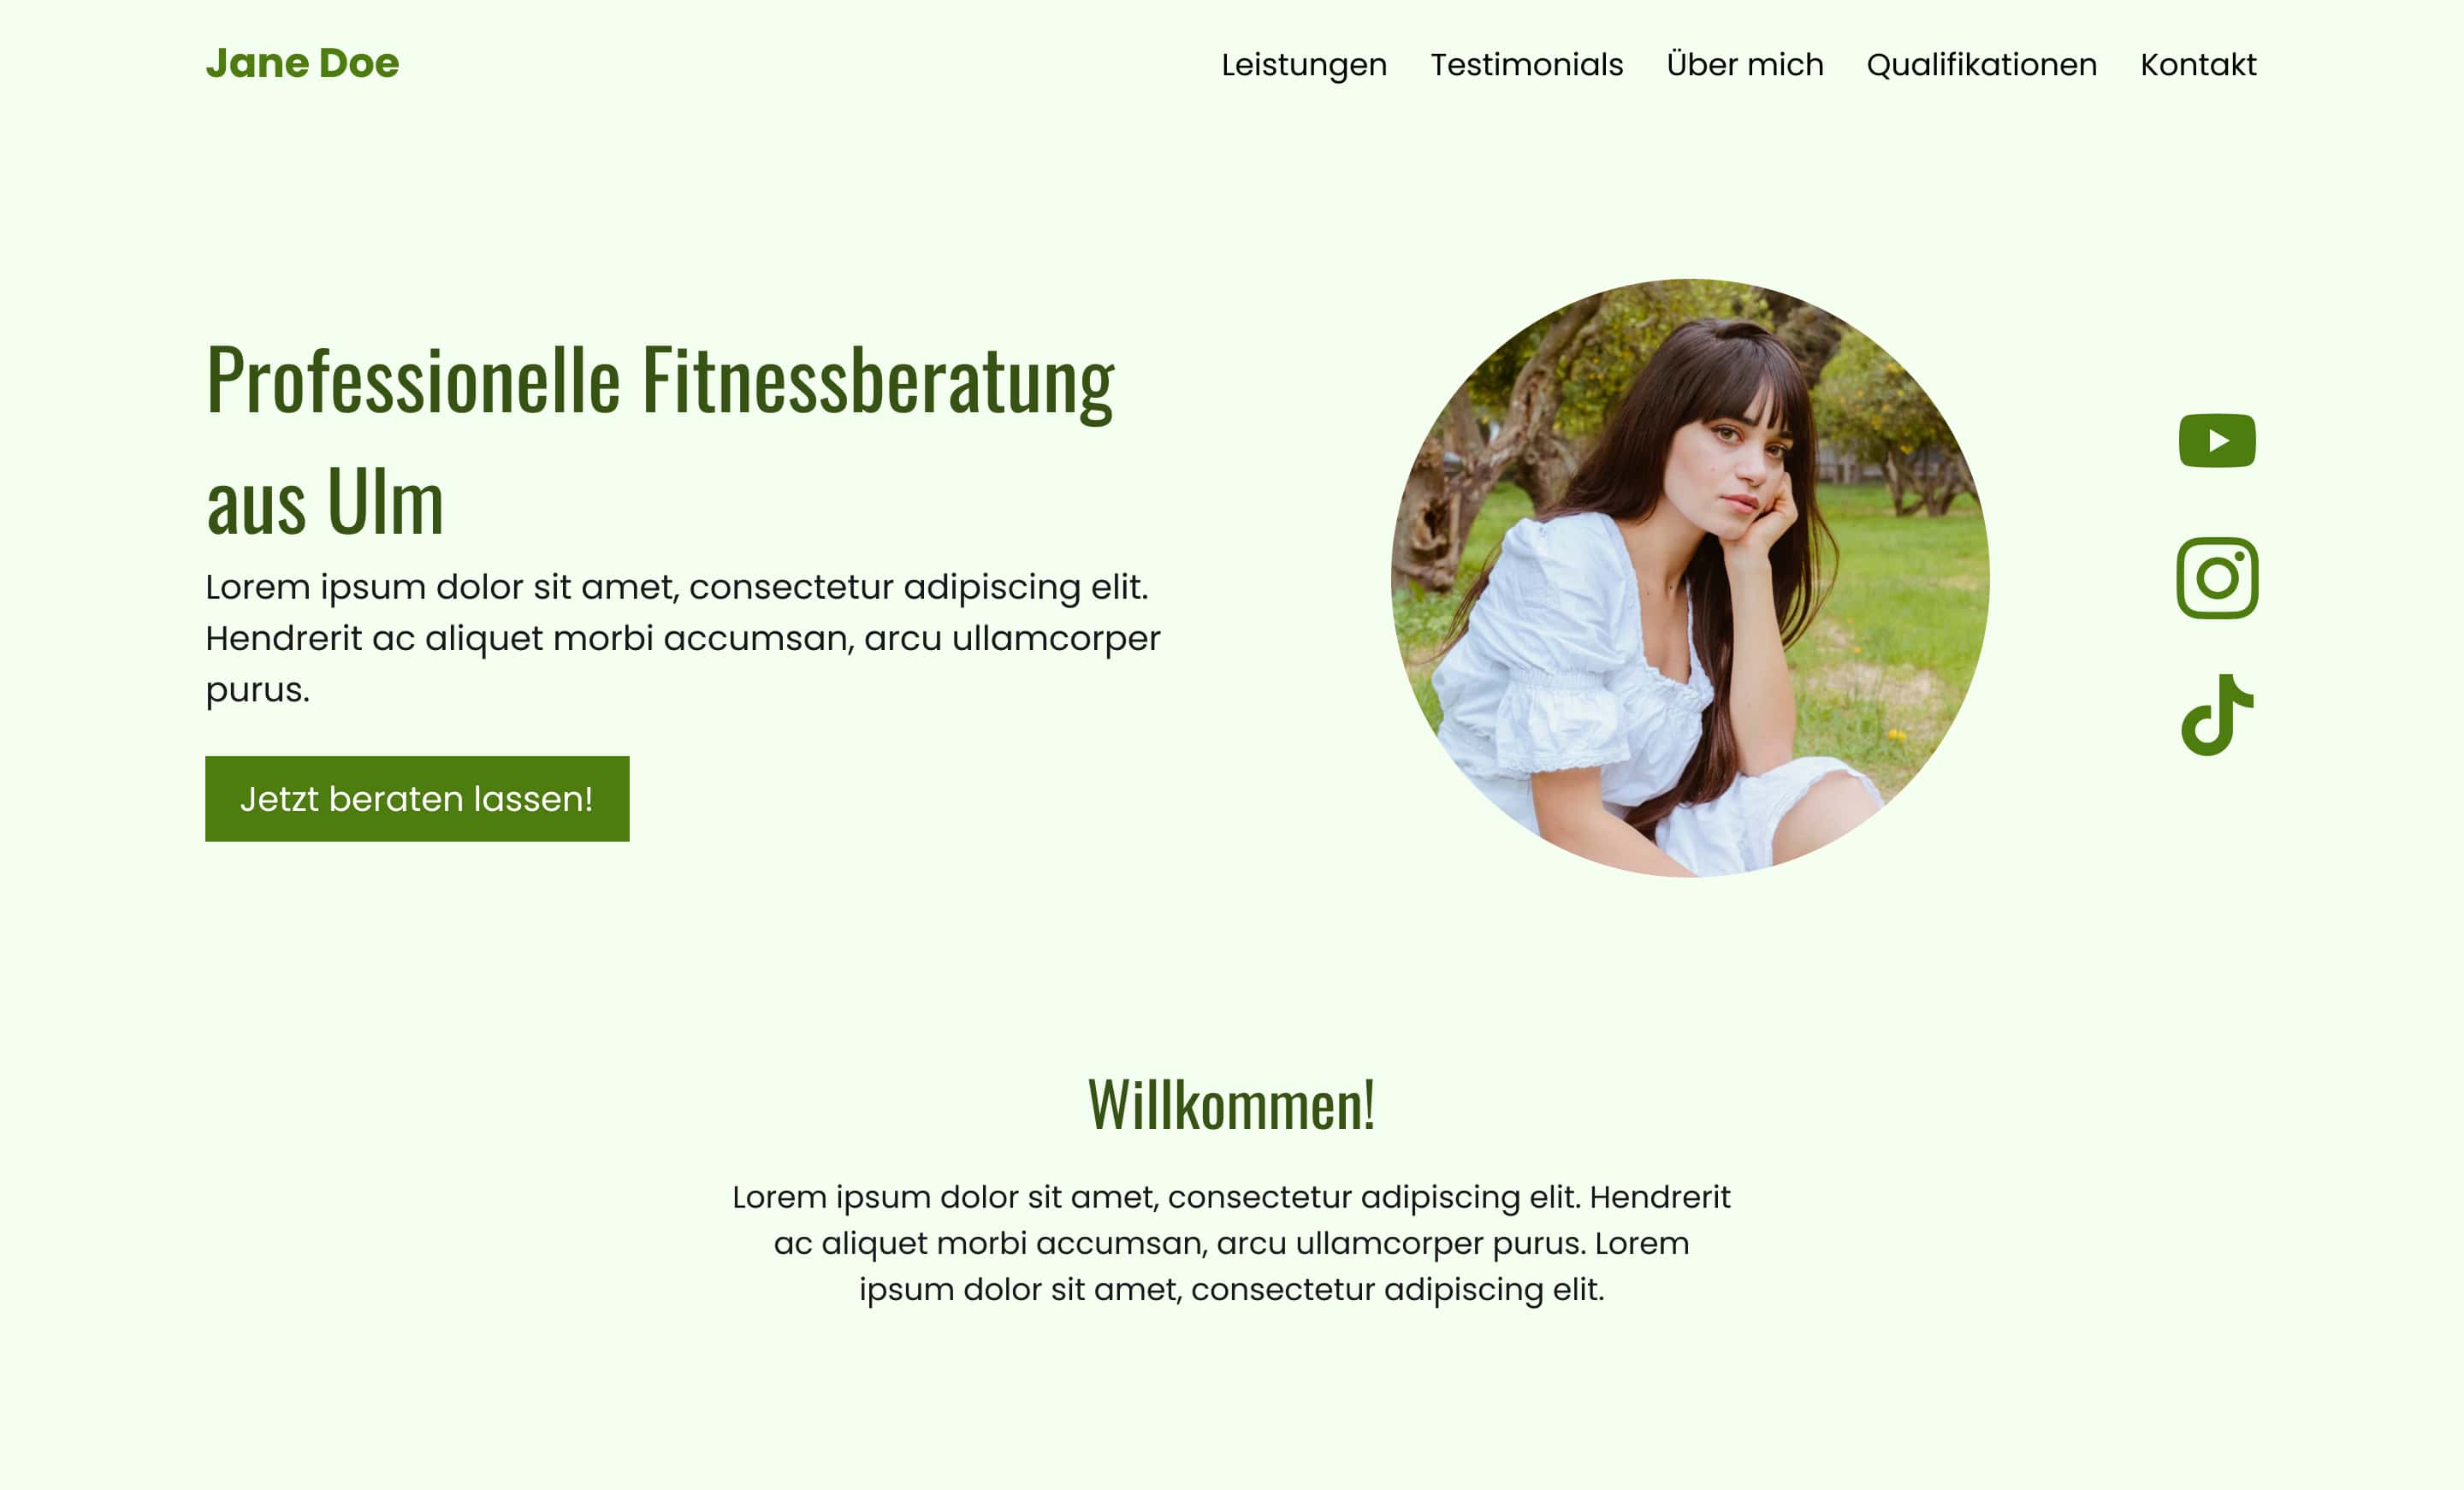 Jane Doe
Leistungen Testimonials Über mich Qualifikationen Kontakt
Professionelle Fitnessberatung
aus Ulm
Lorem ipsum dolor sit amet, consectetur adipiscing elit.
Hendrerit ac aliquet morbi accumsan, arcu ullamcorper
purus.
Jetzt beraten lassen!
Willkommen!
Lorem ipsum dolor sit amet, consectetur adipiscing elit. Hendrerit
ac aliquet morbi accumsan, arcu ullamcorper purus. Lorem
ipsum dolor sit amet, consectetur adipiscing elit.